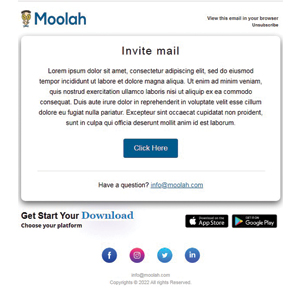 Moolah
View this email in your browser
Unsubscribe
Invite mail
Lorem ipsum dolor sit amet, consectetur adipiscing elit, sed do eiusmod
tempor incididunt ut labore et dolore magna aliqua. Ut enim ad minim veniam,
quis nostrud exercitation ullamco laboris nisi ut aliquip ex ea commodo
consequat. Duis aute irure dolor in reprehenderit in voluptate velit esse cillum
dolore eu fugiat nulla pariatur. Excepteur sint occaecat cupidatat non proident,
sunt in culpa qui officia deserunt mollit anim id est laborum.
Click Here
Have a question? info@moolah.com
Get Start Your Download
Choose your platform
Download on the
App Store
GET IT ON
Google Play
info@moolah.com
Copyrights © 2022 All rights Reserved.